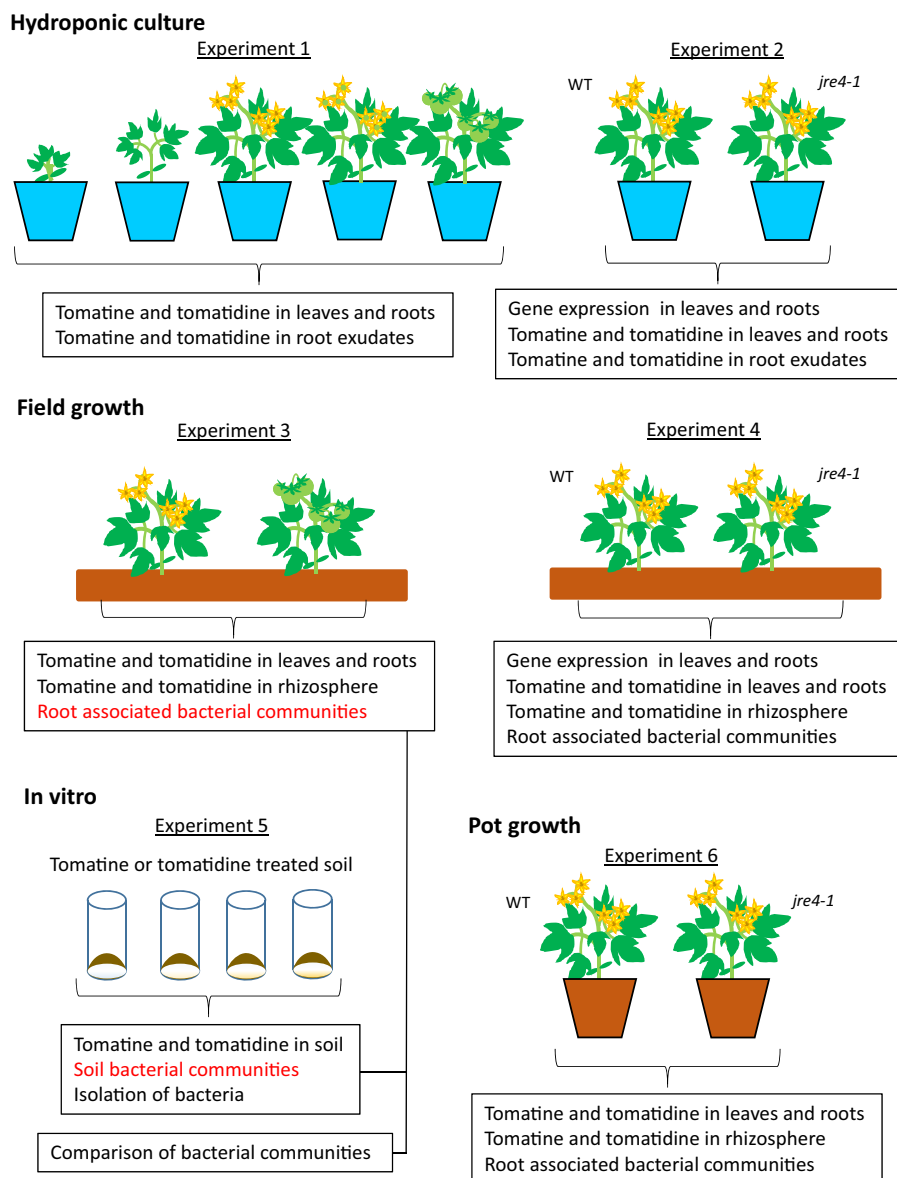 Hydroponic culture
Experiment 1
Experiment 2
WT
jre4-1
Tomatine and tomatidine in leaves and roots
Tomatine and tomatidine in root exudates
Gene expression in leaves and roots
Tomatine and tomatidine in leaves and roots
Tomatine and tomatidine in root exudates
Field growth
Experiment 3
Experiment 4
WT
jre4-1
Tomatine and tomatidine in leaves and roots
Tomatine and tomatidine in rhizosphere
Root associated bacterial communities
Gene expression in leaves and roots
Tomatine and tomatidine in leaves and roots
Tomatine and tomatidine in rhizosphere
Root associated bacterial communities
In vitro
Experiment 5
Tomatine or tomatidine treated soil
Tomatine and tomatidine in soil
Soil bacterial communities
Isolation of bacteria
Comparison of bacterial communities
Pot growth
Experiment 6
WT
jre4-1
Tomatine and tomatidine in leaves and roots
Tomatine and tomatidine in rhizosphere
Root associated bacterial communities